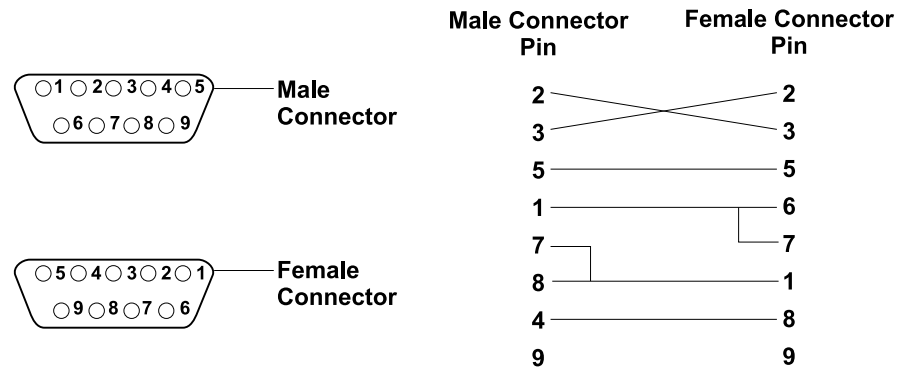 Male Connector Pin
Female Connector Pin
1 2 3 4 5
6 7 8 9
Male Connector
5 4 3 2 1
9 8 7 6
Female Connector
2 2
3 3
5 5
1 6
7 7
8 1
4 8
9 9